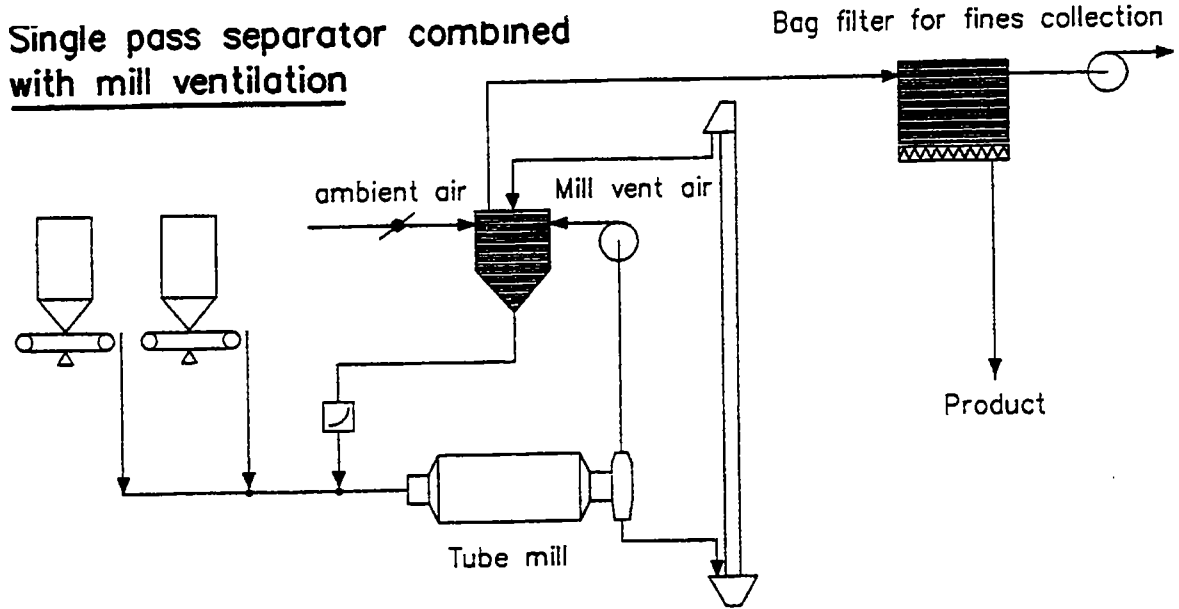 Single pass separator combined
with mill ventilation
Bag filter for fines collection
ambient air
Mill vent air
Product
Tube mill